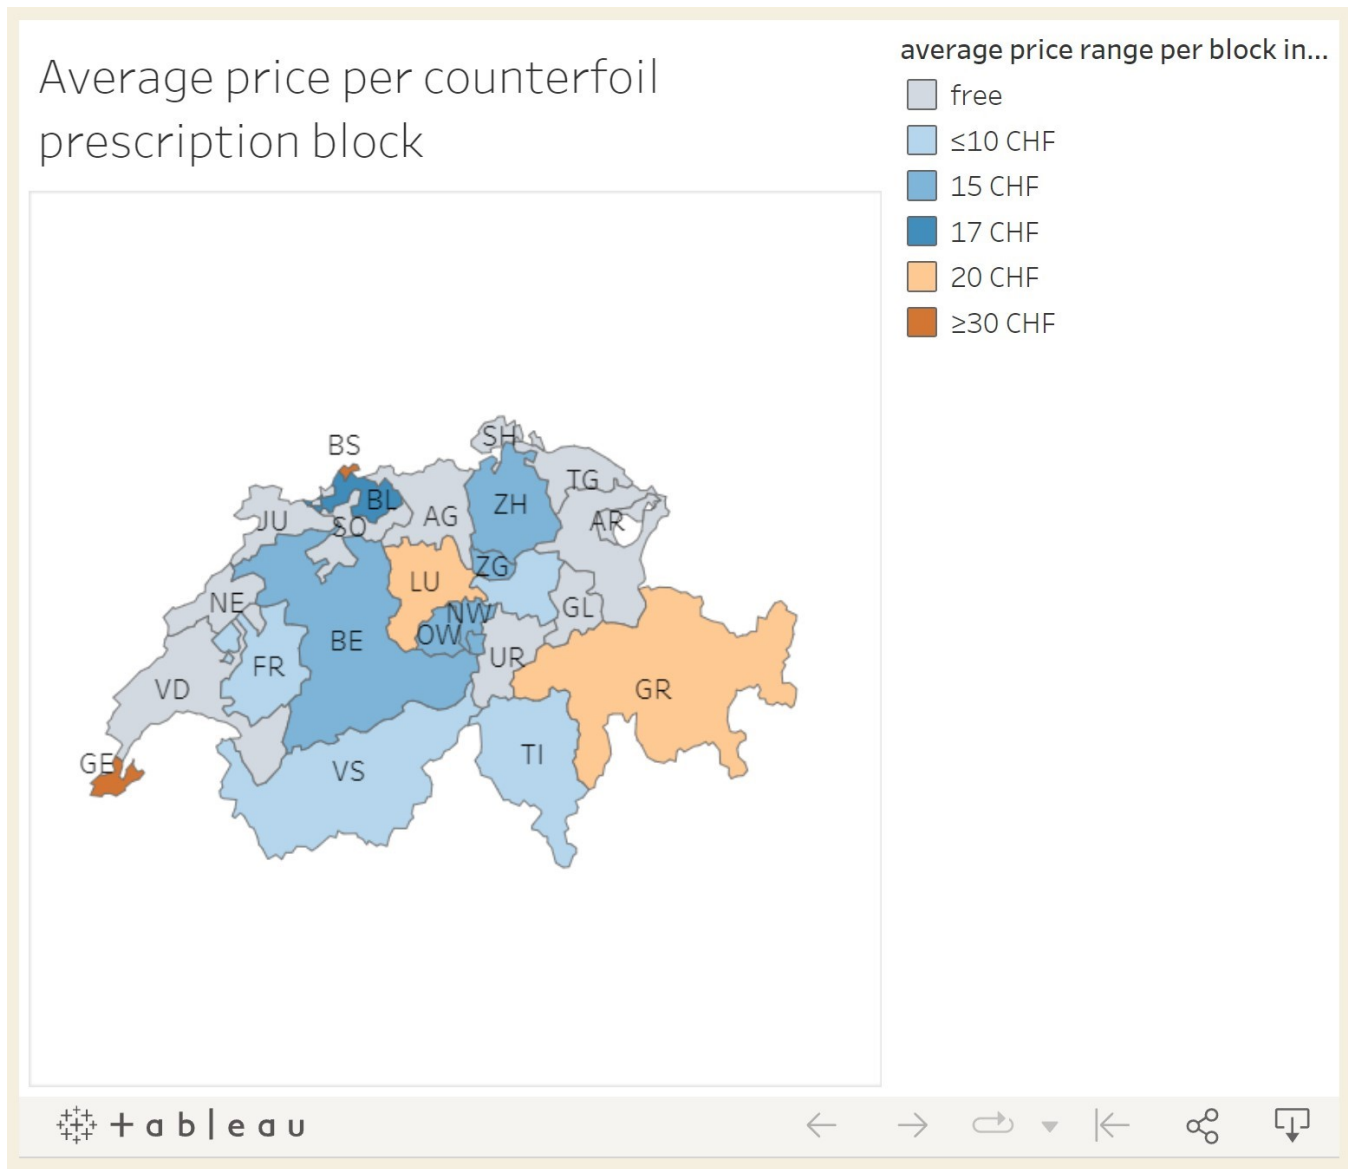 Average price per counterfoil
prescription block
average price range per block in...
free
≤10 CHF
15 CHF
17 CHF
20 CHF
≥30 CHF
BS
SH
TG
BL
ZH
JU
SO
AG
AR
ZG
LU
NE
NW
GL
OW
BE
UR
FR
VD
GR
GE
VS
TI
+ableau